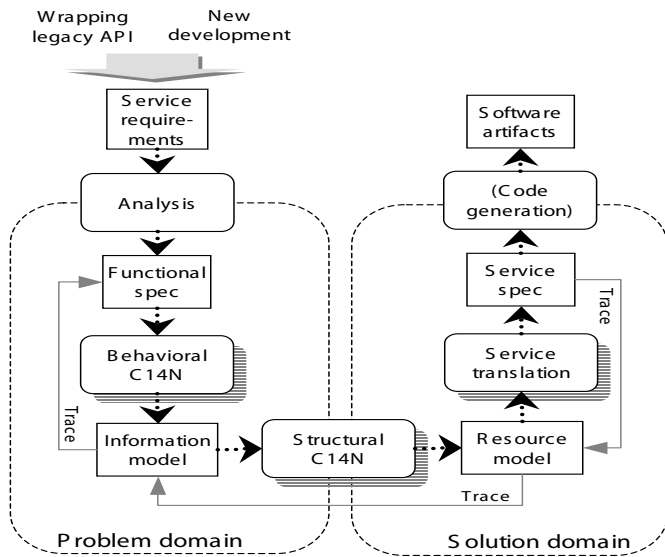 Wrapping
legacy API
New
development
Service
require-
ments
Analysis
Functional
spec
Behavioral
C14N
Trace
Information
model
Structural
C14N
Problem domain
Software
artifacts
(Code
generation)
Service
spec
Trace
Service
translation
Resource
model
Trace
Solution domain